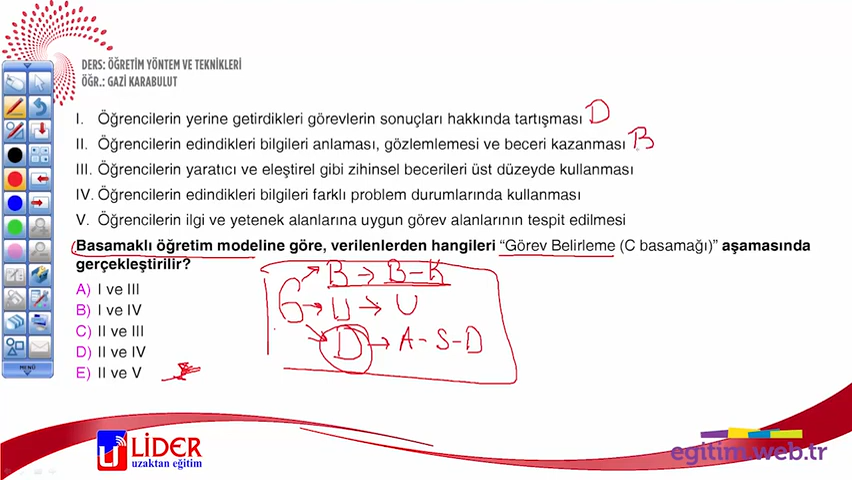 DERS: ÖĞRETİM YÖNTEM VE TEKNİKLERİ
ÖĞR.: GAZİ KARABULUT
I. Öğrencilerin yerine getirdikleri görevlerin sonuçları hakkında tartışması D
II. Öğrencilerin edindikleri bilgileri anlaması, gözlemlemesi ve beceri kazanması B
III. Öğrencilerin yaratıcı ve eleştirel gibi zihinsel becerileri üst düzeyde kullanması
IV. Öğrencilerin edindikleri bilgileri farklı problem durumlarında kullanması
V. Öğrencilerin ilgi ve yetenek alanlarına uygun görev alanlarının tespit edilmesi
Basamaklı öğretim modeline göre, verilenlerden hangileri “Görev Belirleme (C basamağı)” aşamasında
gerçekleştirilir?
A) I ve III
B) I ve IV
C) II ve III
D) II ve IV
E) II ve V
B → B - K
G → U → U
D → A - S - D
MENÜ
LİDER
uzaktan eğitim
egitim.web.tr